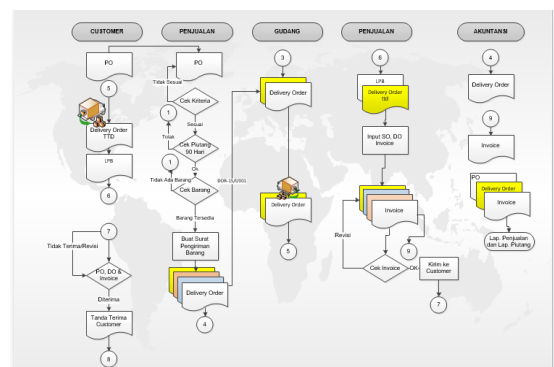 CUSTOMER
PENJUALAN
GUDANG
PENJUALAN
AKUNTANSI
PO
5
Delivery Order
TTD
LPB
6
7
Tidak Terima/Revisi
PO, DO &
Invoice
Diterima
Tanda Terima
Customer
8
PO
Tidak Sesuai
1
Cek Kriteria
Sesuai
Tolak
Cek Piutang
90 Hari
1
Ok
Tidak Ada Barang
Cek Barang
Barang Tersedia
Buat Surat
Pengiriman
Barang
Delivery Order
4
3
Delivery Order
Delivery Order
5
6
LPB
Delivery Order
Input SO, DO
Invoice
Invoice
Revisi
9
Cek Invoice
OK
Kirim ke
Customer
7
4
Delivery Order
9
Invoice
PO
Delivery Order
Invoice
Lap. Penjualan
dan Lap. Piutang